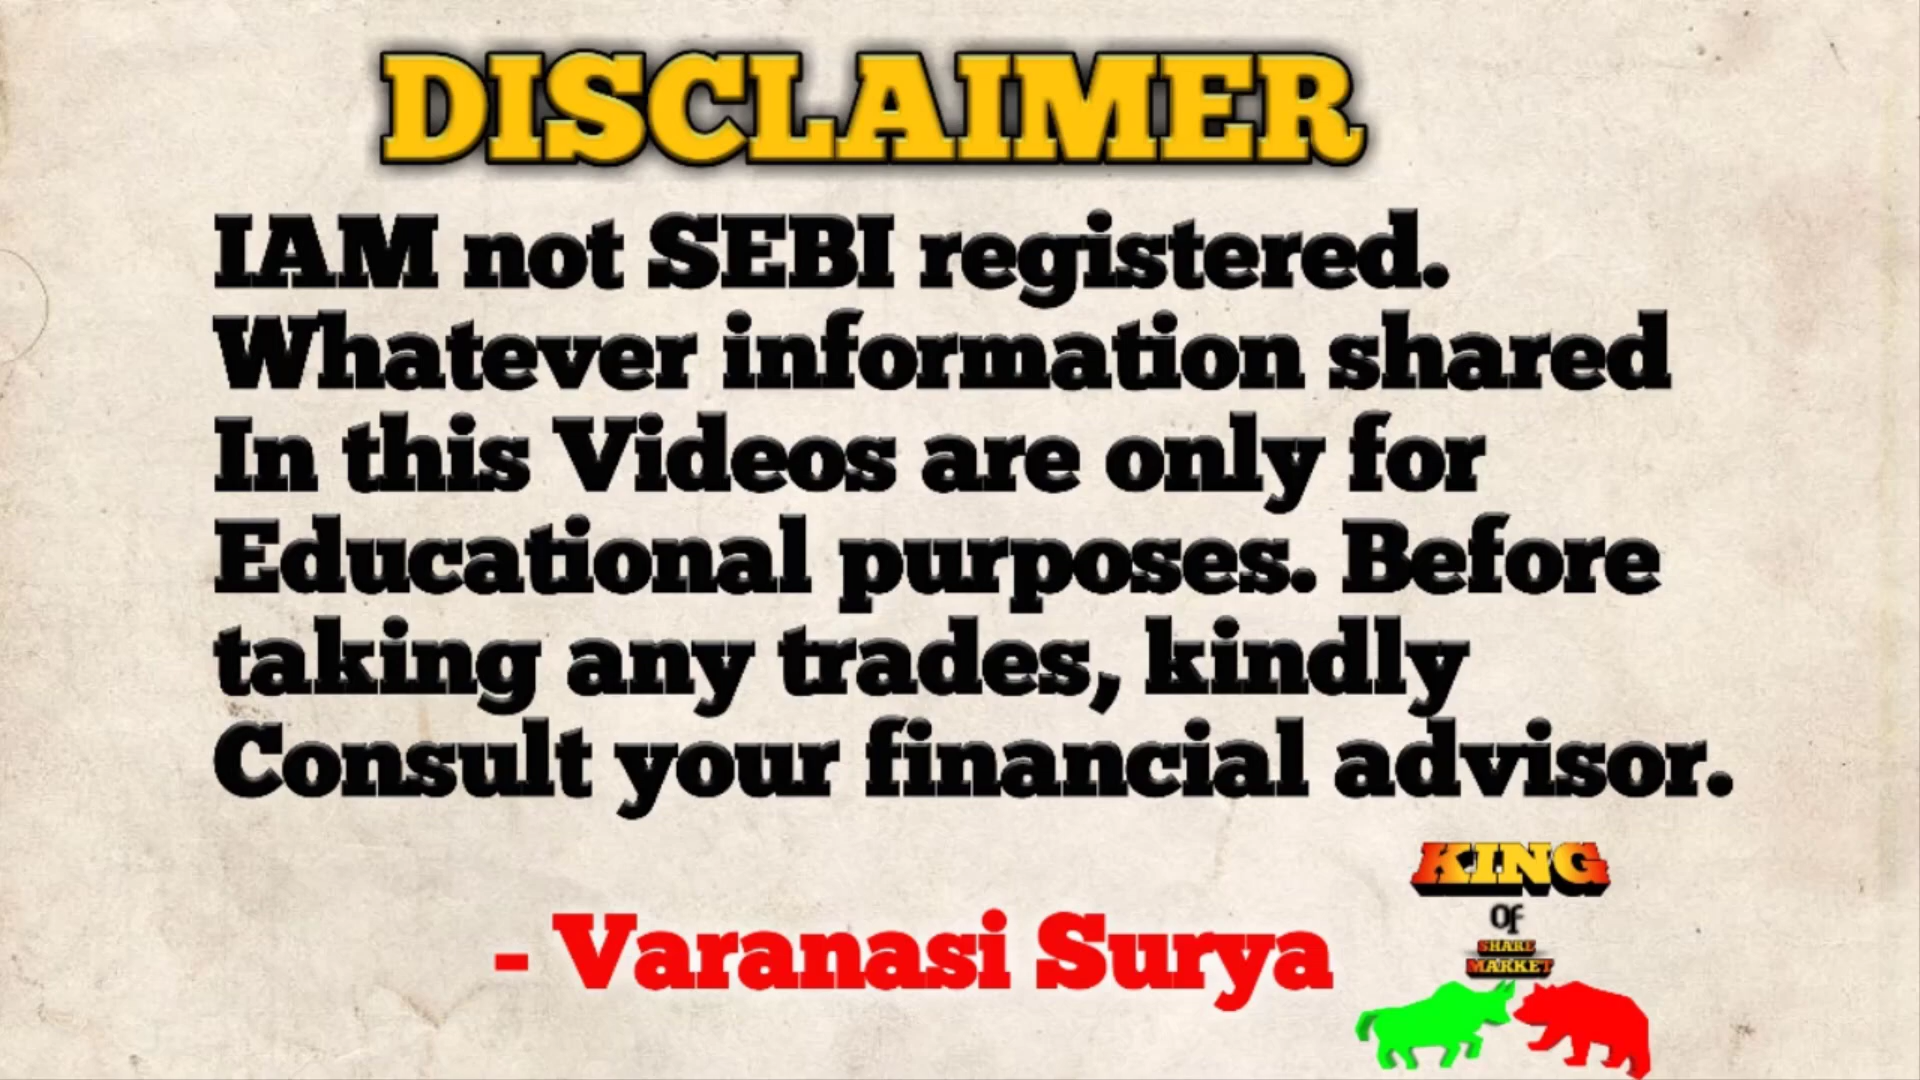 DISCLAIMER
IAM not SEBI registered.
Whatever information shared
In this Videos are only for
Educational purposes. Before
taking any trades, kindly
Consult your financial advisor.
- Varanasi Surya
KING
Of
SHARE
MARKET